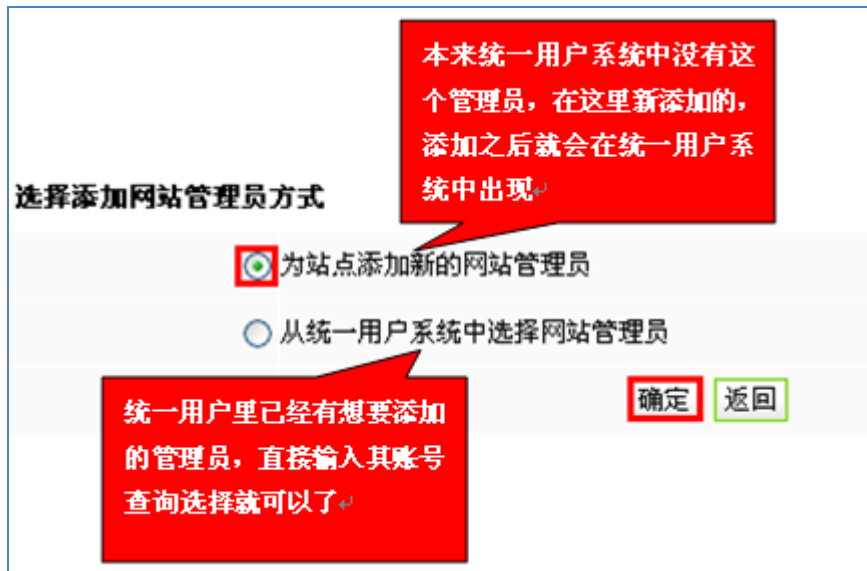 本来统一用户系统中没有这
个管理员，在这里新添加的，
添加之后就会在统一用户系
统中出现
选择添加网站管理员方式
为站点添加新的网站管理员
从统一用户系统中选择网站管理员
确定 返回
统一用户里已经有想要添加
的管理员，直接输入其账号
查询选择就可以了